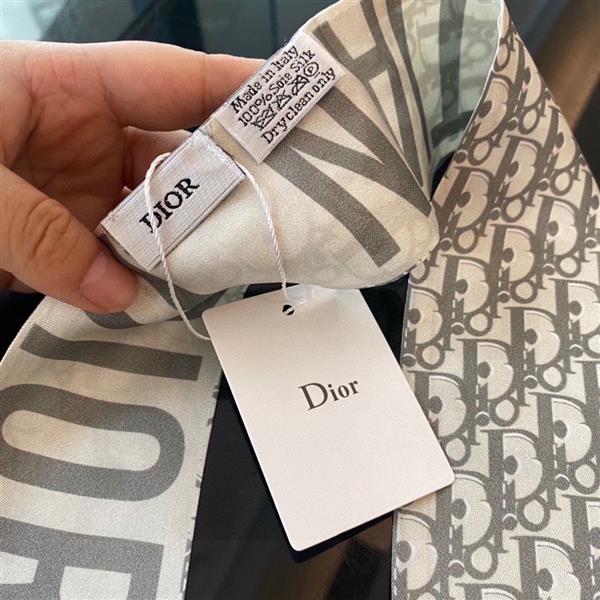 Made in Italy
100% Soie Silk
Dry clean only
DIOR
Dior